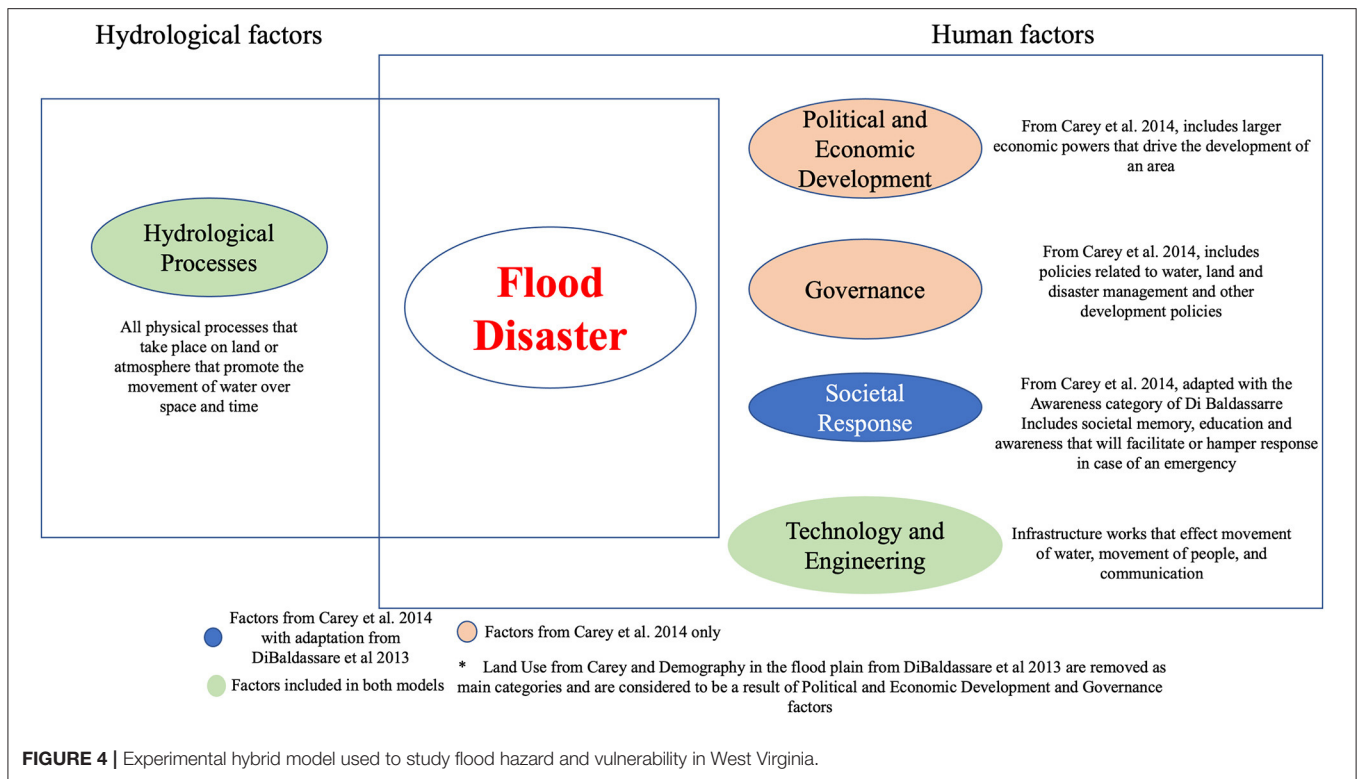 Hydrological factors
Human factors
Hydrological
Processes
All physical processes that
take place on land or
atmosphere that promote the
movement of water over
space and time
Flood
Disaster
Political and
Economic
Development
From Carey et al. 2014, includes larger
economic powers that drive the development of
an area
Governance
From Carey et al. 2014, includes
policies related to water, land and
disaster management and other
development policies
Societal
Response
From Carey et al. 2014, adapted with the
Awareness category of Di Baldassarre
Includes societal memory, education and
awareness that will facilitate or hamper response
in case of an emergency
Technology and
Engineering
Infrastructure works that effect movement
of water, movement of people, and
communication
Factors from Carey et al. 2014
with adaptation from
DiBaldassare et al 2013
Factors included in both models
Factors from Carey et al. 2014 only
* Land Use from Carey and Demography in the flood plain from DiBaldassare et al 2013 are removed as
main categories and are considered to be a result of Political and Economic Development and Governance
factors
FIGURE 4 | Experimental hybrid model used to study flood hazard and vulnerability in West Virginia.